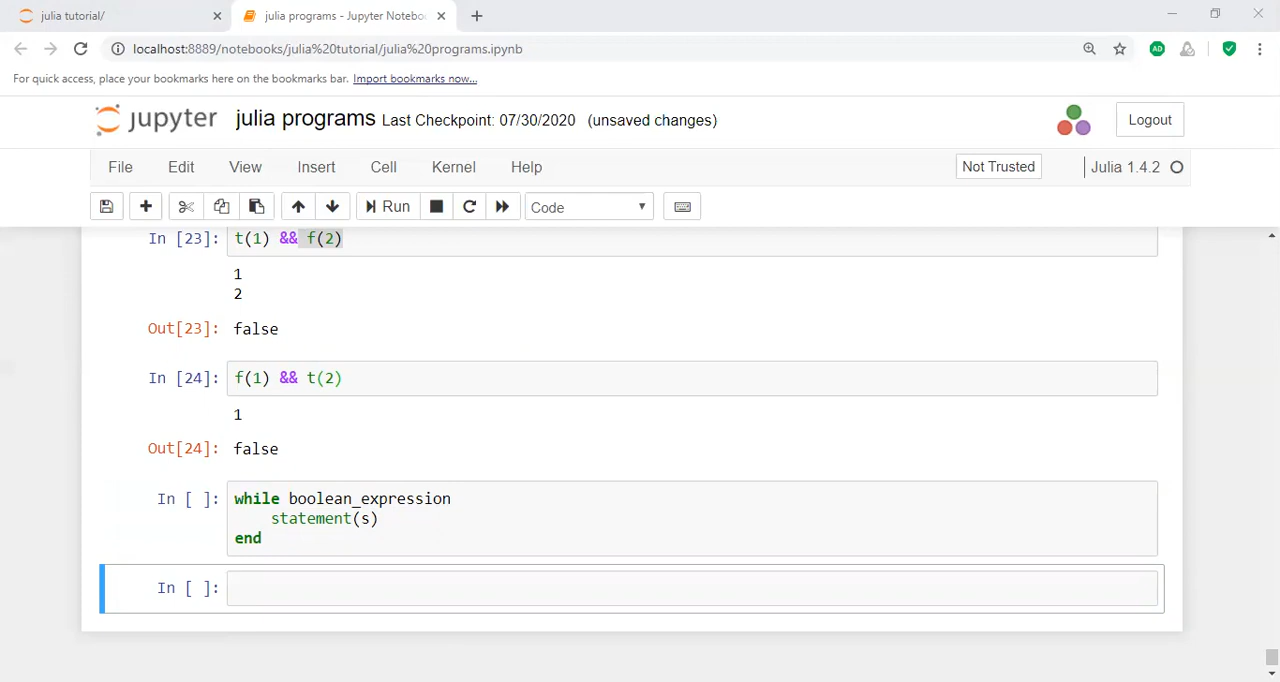 julia tutorial/
julia programs - Jupyter Noteboo
localhost:8889/notebooks/julia%20tutorial/julia%20programs.ipynb
For quick access, place your bookmarks here on the bookmarks bar. Import bookmarks now...
jupyter julia programs Last Checkpoint: 07/30/2020 (unsaved changes)
Logout
File Edit View Insert Cell Kernel Help
Not Trusted
Julia 1.4.2
Run
Code
In [23]: t(1) && f(2)
1
2
Out[23]: false
In [24]: f(1) && t(2)
1
Out[24]: false
In [ ]: while boolean_expression
statement(s)
end
In [ ]: